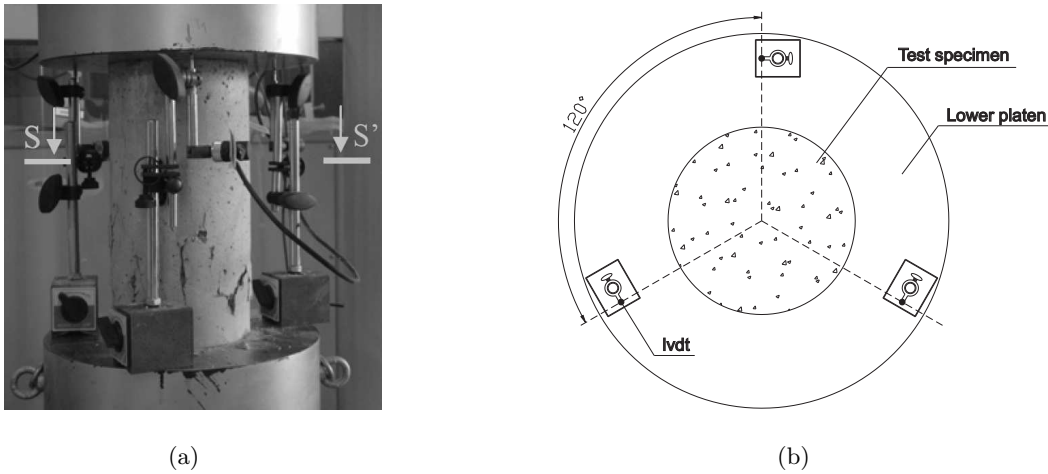 S
S'
Test specimen
Lower platen
120°
lvdt
(a)
(b)